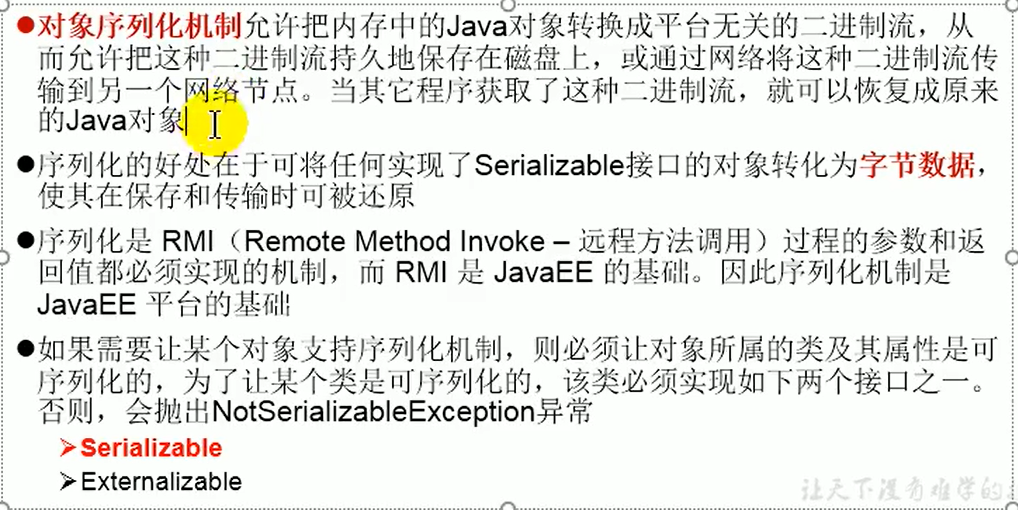 ●对象序列化机制允许把内存中的Java对象转换成平台无关的二进制流，从
而允许把这种二进制流持久地保存在磁盘上，或通过网络将这种二进制流传
输到另一个网络节点。当其它程序获取了这种二进制流，就可以恢复成原来
的Java对象
●序列化的好处在于可将任何实现了Serializable接口的对象转化为字节数据，
使其在保存和传输时可被还原
●序列化是 RMI（Remote Method Invoke – 远程方法调用）过程的参数和返
回值都必须实现的机制，而 RMI 是 JavaEE 的基础。因此序列化机制是
JavaEE 平台的基础
●如果需要让某个对象支持序列化机制，则必须让对象所属的类及其属性是可
序列化的，为了让某个类是可序列化的，该类必须实现如下两个接口之一。
否则，会抛出NotSerializableException异常
➢Serializable
➢Externalizable
让天下没有难学的